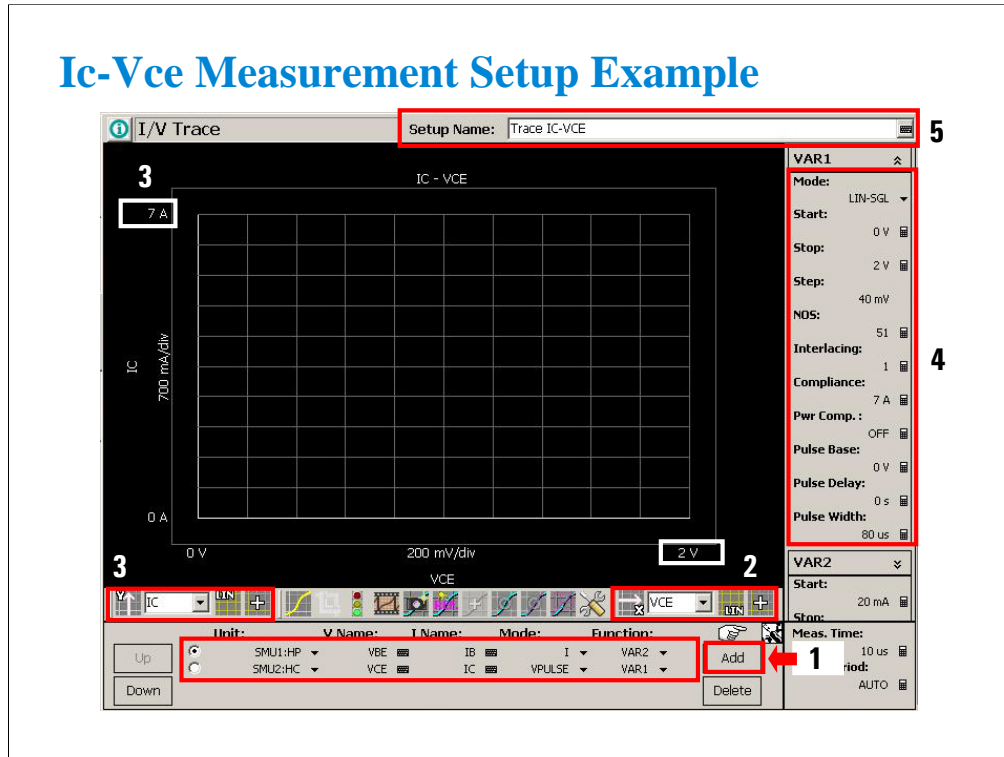 Ic-Vce Measurement Setup Example
I/V Trace
Setup Name: Trace IC-VCE
5
3
IC - VCE
7 A
IC
700 mA/div
0 A
0 V
200 mV/div
2 V
VCE
VAR1
Mode:
LIN-SGL
Start:
0 V
Stop:
2 V
Step:
40 mV
NOS:
51
Interlacing:
1
Compliance:
7 A
Pwr Comp. :
OFF
Pulse Base:
0 V
Pulse Delay:
0 s
Pulse Width:
80 us
4
VAR2
Start:
20 mA
Stop:
Meas. Time:
10 us
riod:
AUTO
3
2
Y IC LIN
X VCE LIN
Unit: V Name: I Name: Mode: Function:
Up
SMU1:HP VBE IB I VAR2
SMU2:HC VCE IC VPULSE VAR1
Down
Add
1
Delete